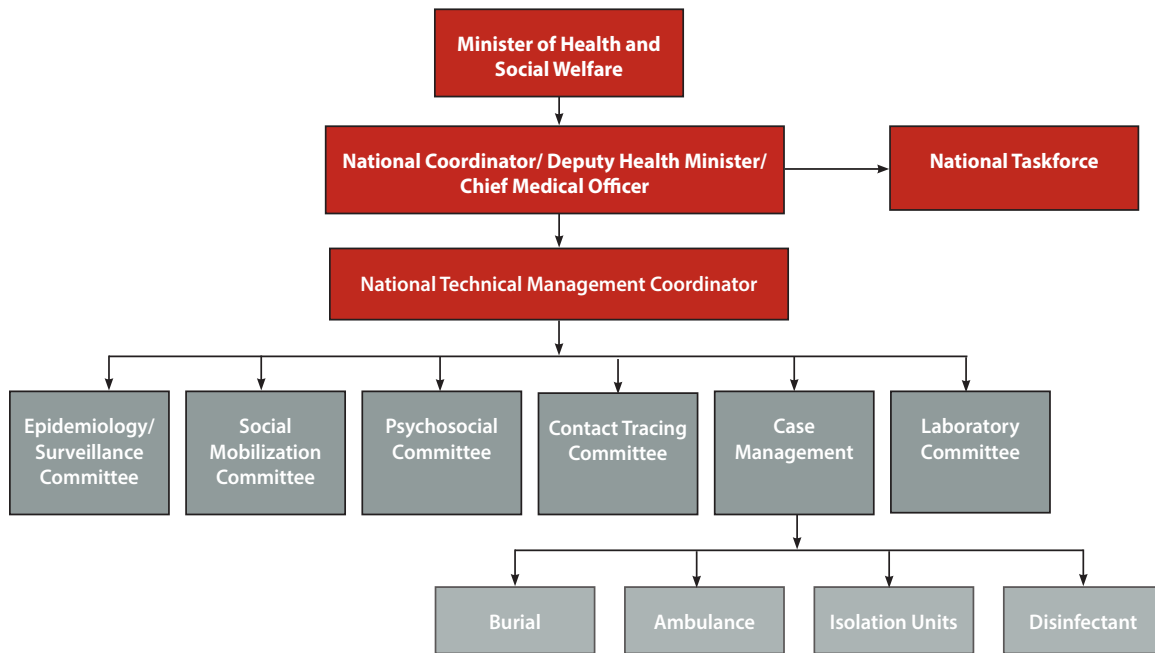 Minister of Health and
Social Welfare
National Coordinator/ Deputy Health Minister/
Chief Medical Officer
National Taskforce
National Technical Management Coordinator
Epidemiology/
Surveillance
Committee
Social
Mobilization
Committee
Psychosocial
Committee
Contact Tracing
Committee
Case
Management
Laboratory
Committee
Burial
Ambulance
Isolation Units
Disinfectant